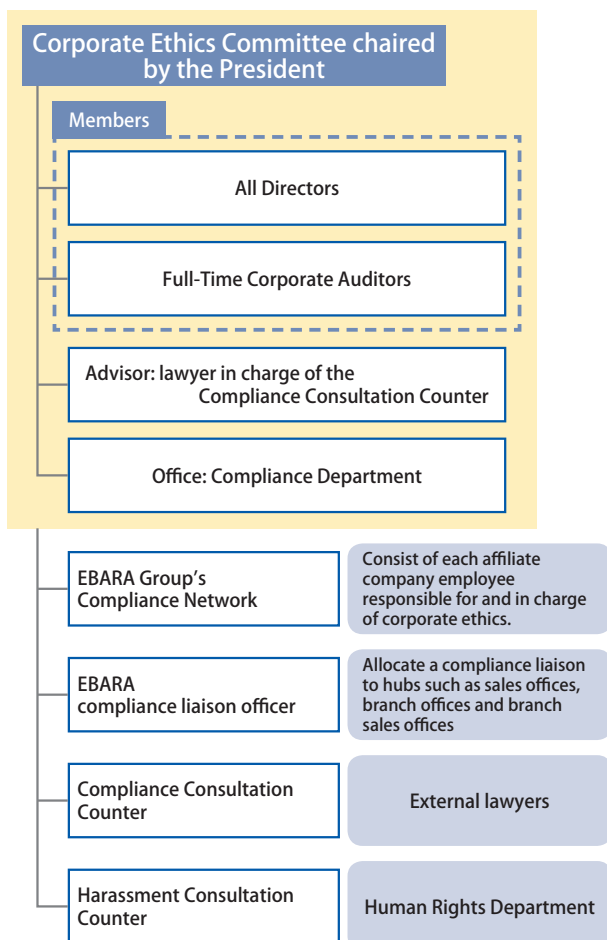 Corporate Ethics Committee chaired
by the President
Members
All Directors
Full-Time Corporate Auditors
Advisor: lawyer in charge of the
Compliance Consultation Counter
Office: Compliance Department
EBARA Group's
Compliance Network
Consist of each affiliate
company employee
responsible for and in charge
of corporate ethics.
EBARA
compliance liaison officer
Allocate a compliance liaison
to hubs such as sales offices,
branch offices and branch
sales offices
Compliance Consultation
Counter
External lawyers
Harassment Consultation
Counter
Human Rights Department